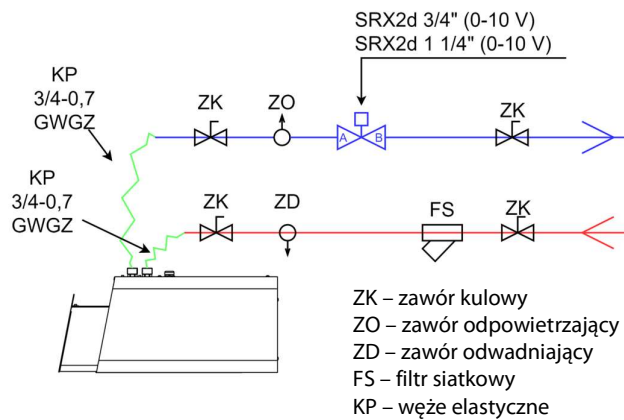 SRX2d 3/4" (0-10 V)
SRX2d 1 1/4" (0-10 V)
KP
3/4-0,7
GWGZ
ZK
ZO
A
B
ZK
KP
3/4-0,7
GWGZ
ZK
ZD
FS
ZK
ZK – zawór kulowy
ZO – zawór odpowietrzający
ZD – zawór odwadniający
FS – filtr siatkowy
KP – węże elastyczne